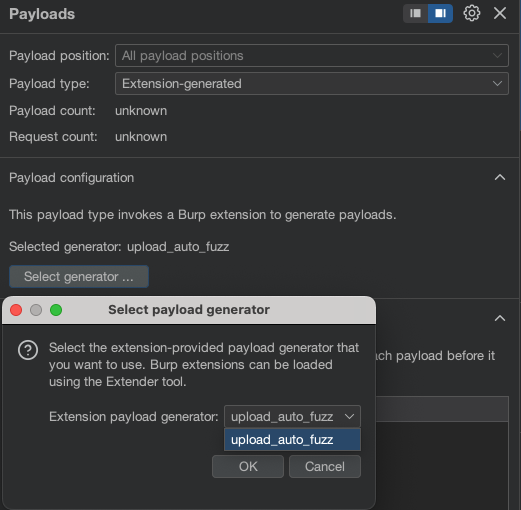 Payloads
Payload position: All payload positions
Payload type: Extension-generated
Payload count: unknown
Request count: unknown
Payload configuration
This payload type invokes a Burp extension to generate payloads.
Selected generator: upload_auto_fuzz
Select generator ...
Select payload generator
Select the extension-provided payload generator that
you want to use. Burp extensions can be loaded
using the Extender tool.
payload before it
Extension payload generator: upload_auto_fuzz
upload_auto_fuzz
OK Cancel